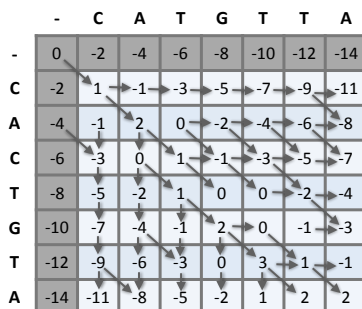 - C A T G T T A
- 0 -2 -4 -6 -8 -10 -12 -14
C -2 1 -1 -3 -5 -7 -9 -11
A -4 -1 2 0 -2 -4 -6 -8
C -6 -3 0 1 -1 -3 -5 -7
T -8 -5 -2 1 0 0 -2 -4
G -10 -7 -4 -1 2 0 -1 -3
T -12 -9 -6 -3 0 3 1 -1
A -14 -11 -8 -5 -2 1 2 2